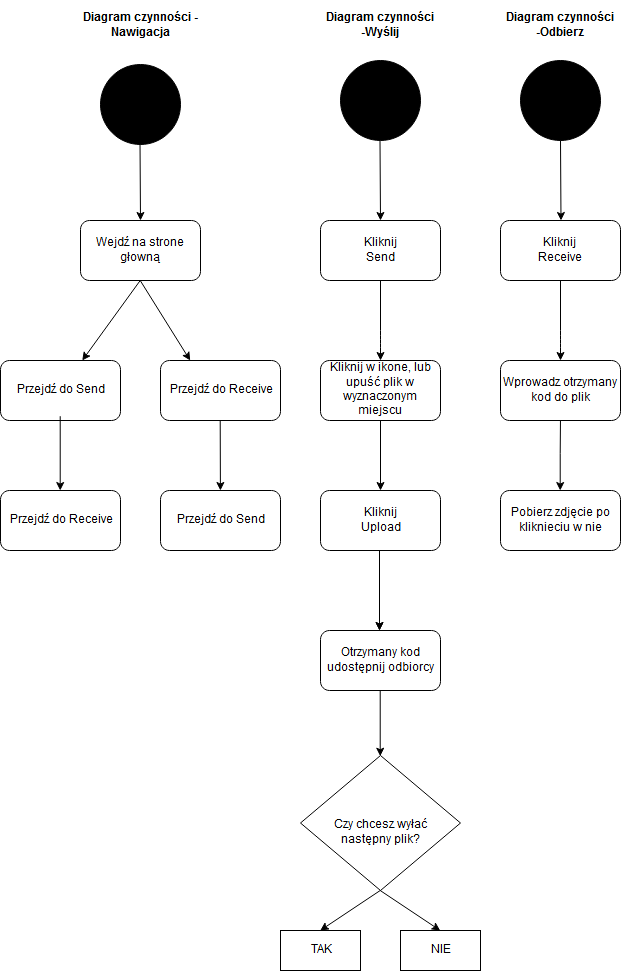 Diagram czynności -
Nawigacja
Wejdź na strone
głowną
Przejdź do Send
Przejdź do Receive
Przejdź do Receive
Przejdź do Send
Diagram czynności
-Wyślij
Kliknij
Send
Kliknij w ikone, lub
upuść plik w
wyznaczonym
miejscu
Kliknij
Upload
Otrzymany kod
udostępnij odbiorcy
Czy chcesz wyłać
następny plik?
TAK
NIE
Diagram czynności
-Odbierz
Kliknij
Receive
Wprowadz otrzymany
kod do plik
Pobierz zdjęcie po
kliknieciu w nie